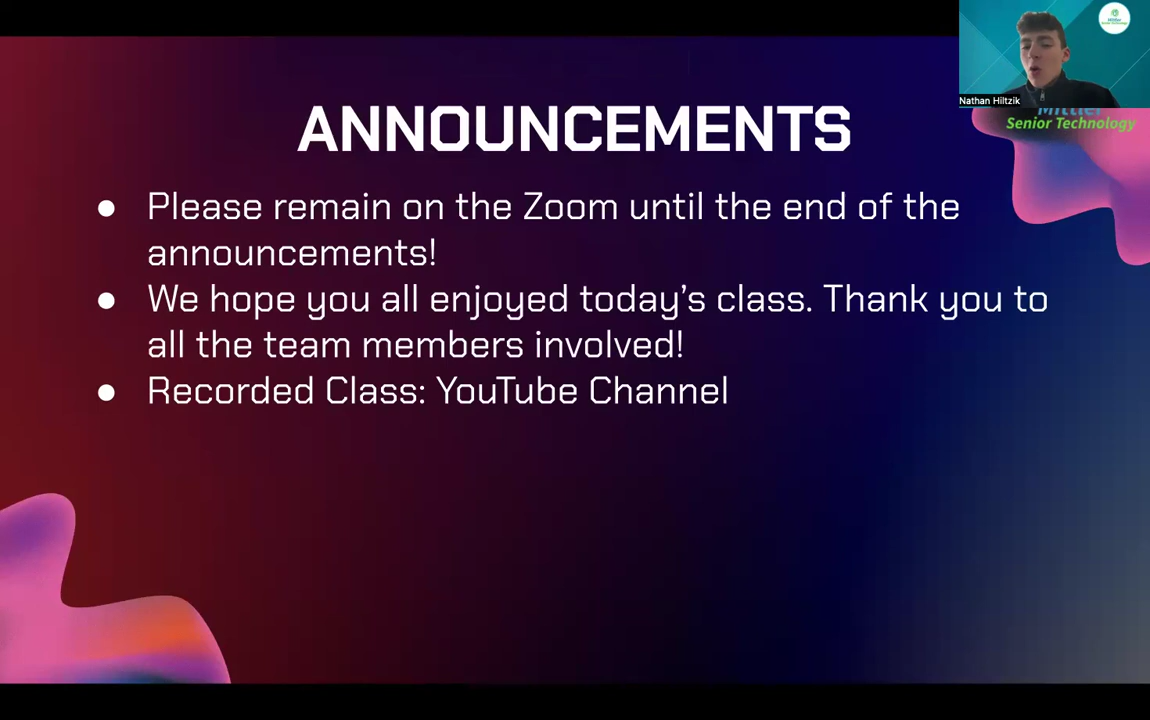 ANNOUNCEMENTS
● Please remain on the Zoom until the end of the
announcements!
● We hope you all enjoyed today's class. Thank you to
all the team members involved!
● Recorded Class: YouTube Channel
Nathan Hiltzik
Senior Technology